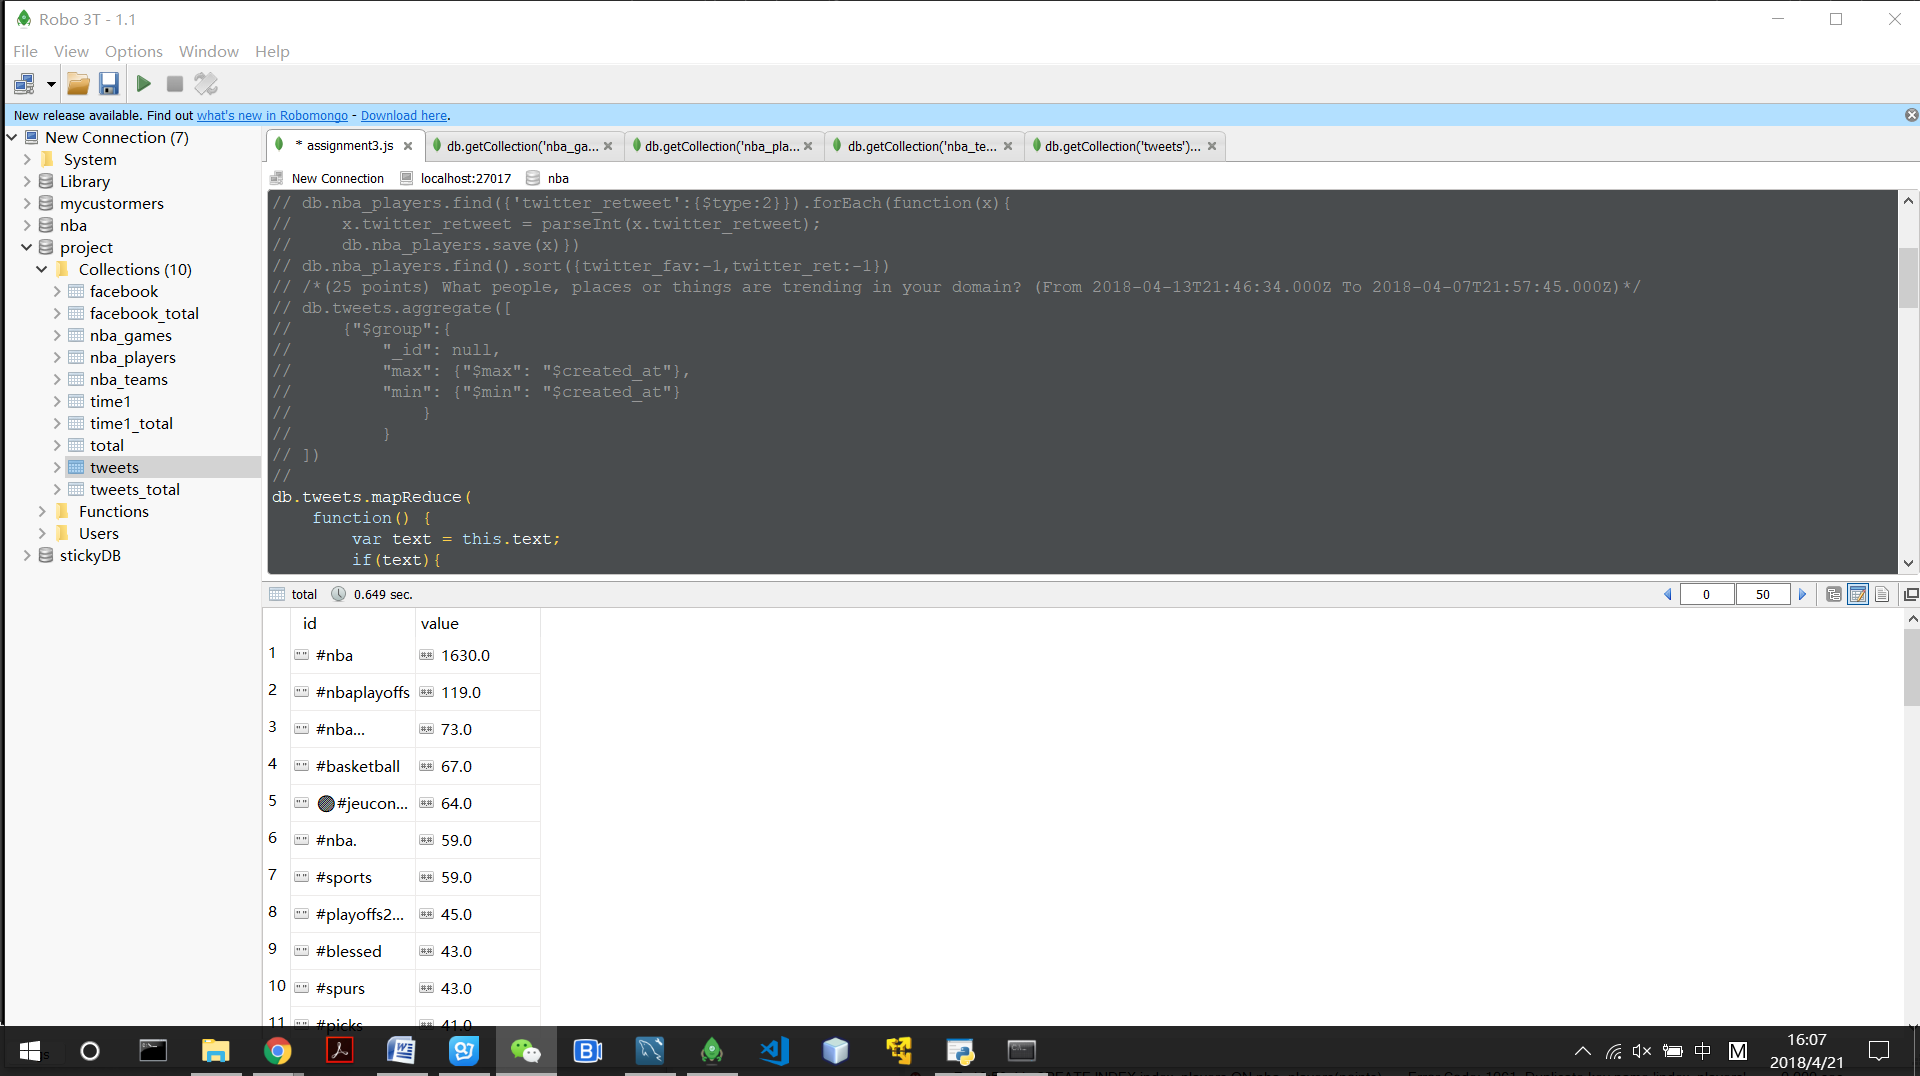 Robo 3T - 1.1
File View Options Window Help
New release available. Find out what's new in Robomongo - Download here.
New Connection (7)
System
Library
mycustormers
nba
project
Collections (10)
facebook
facebook_total
nba_games
nba_players
nba_teams
time1
time1_total
total
tweets
tweets_total
Functions
Users
stickyDB
* assignment3.js
db.getCollection('nba_ga...
db.getCollection('nba_pla...
db.getCollection('nba_te...
db.getCollection('tweets')...
New Connection localhost:27017 nba
// db.nba_players.find({'twitter_retweet':{$type:2}}).forEach(function(x){
//     x.twitter_retweet = parseInt(x.twitter_retweet);
//     db.nba_players.save(x)})
// db.nba_players.find().sort({twitter_fav:-1,twitter_ret:-1})
// /*(25 points) What people, places or things are trending in your domain? (From 2018-04-13T21:46:34.000Z To 2018-04-07T21:57:45.000Z)*/
// db.tweets.aggregate([
//     {"$group":{
//         "_id": null,
//         "max": {"$max": "$created_at"},
//         "min": {"$min": "$created_at"}
//             }
//         }
// ])
//
db.tweets.mapReduce(
    function() {
        var text = this.text;
        if(text){
total 0.649 sec. 0 50
id value
1 #nba 1630.0
2 #nbaplayoffs 119.0
3 #nba... 73.0
4 #basketball 67.0
5 #jeucon... 64.0
6 #nba. 59.0
7 #sports 59.0
8 #playoffs2... 45.0
9 #blessed 43.0
10 #spurs 43.0
11 #picks 41.0
中 M
16:07
2018/4/21